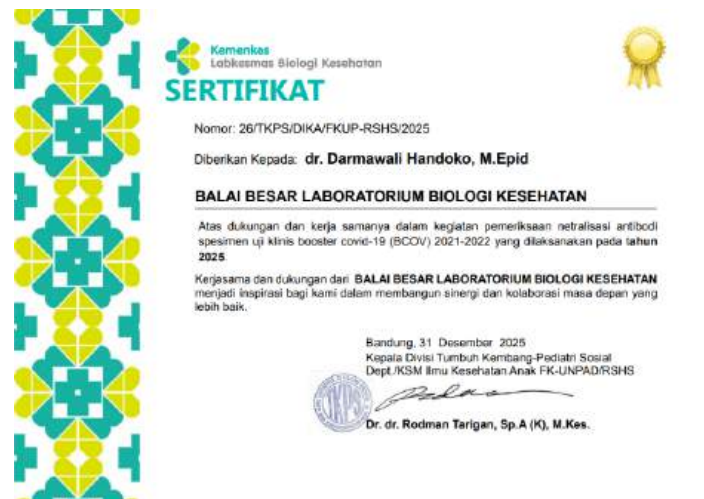 Kemenkes
Labkesmas Biologi Kesehatan
SERTIFIKAT
Nomor: 26/TKPS/DIKA/FKUP-RSHS/2025
Diberikan Kepada: dr. Darmawali Handoko, M.Epid
BALAI BESAR LABORATORIUM BIOLOGI KESEHATAN
Atas dukungan dan kerja samanya dalam kegiatan pemeriksaan netralisasi antibodi
spesimen uji klinis booster covid-19 (BCOV) 2021-2022 yang dilaksanakan pada tahun
2025.
Kerjasama dan dukungan dari BALAI BESAR LABORATORIUM BIOLOGI KESEHATAN
menjadi inspirasi bagi kami dalam membangun sinergi dan kolaborasi masa depan yang
lebih baik.
Bandung, 31 Desember 2025
Kepala Divisi Tumbuh Kembang-Pediatri Sosial
Dept./KSM Ilmu Kesehatan Anak FK-UNPAD/RSHS
TKPS
Dr. dr. Rodman Tarigan, Sp.A (K), M.Kes.